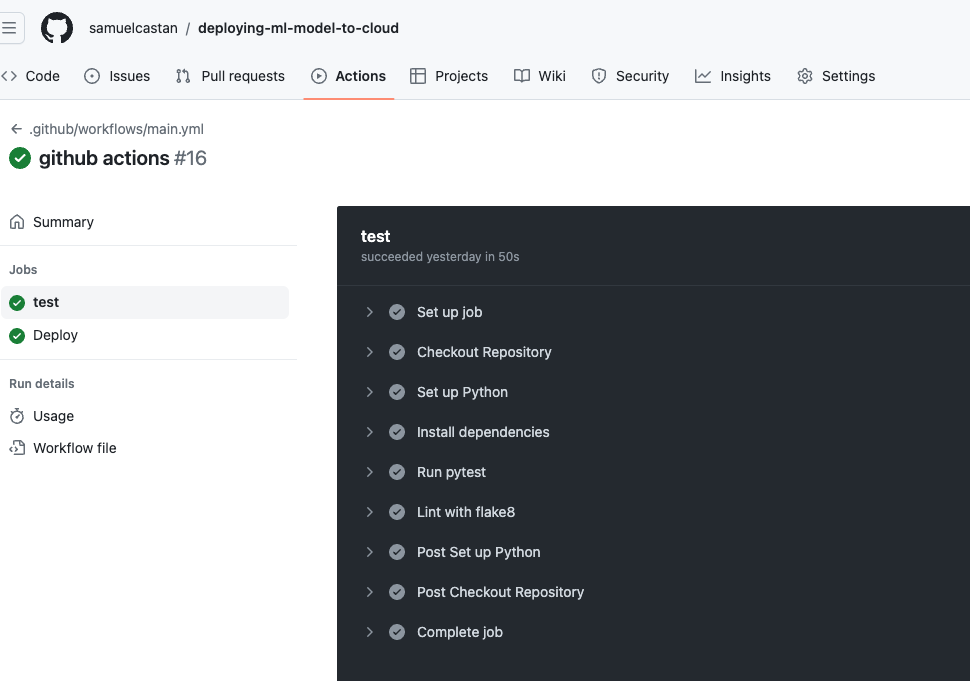 samuelcastan / deploying-ml-model-to-cloud
Code Issues Pull requests Actions Projects Wiki Security Insights Settings
.github/workflows/main.yml
github actions #16
Summary
Jobs
test
Deploy
Run details
Usage
Workflow file
test
succeeded yesterday in 50s
Set up job
Checkout Repository
Set up Python
Install dependencies
Run pytest
Lint with flake8
Post Set up Python
Post Checkout Repository
Complete job